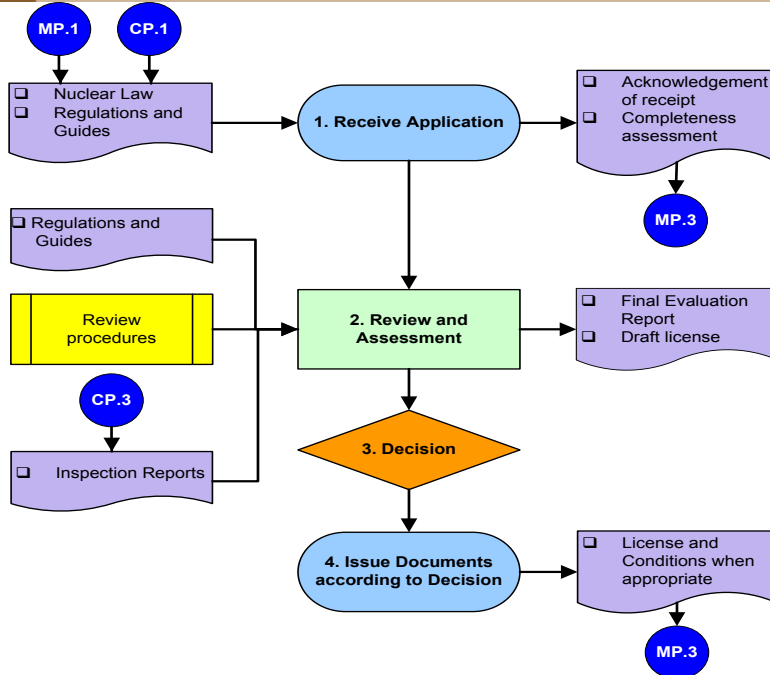 MP.1
CP.1
Nuclear Law
Regulations and
Guides
1. Receive Application
Acknowledgement
of receipt
Completeness
assessment
MP.3
Regulations and
Guides
Review
procedures
2. Review and
Assessment
Final Evaluation
Report
Draft license
CP.3
Inspection Reports
3. Decision
4. Issue Documents
according to Decision
License and
Conditions when
appropriate
MP.3